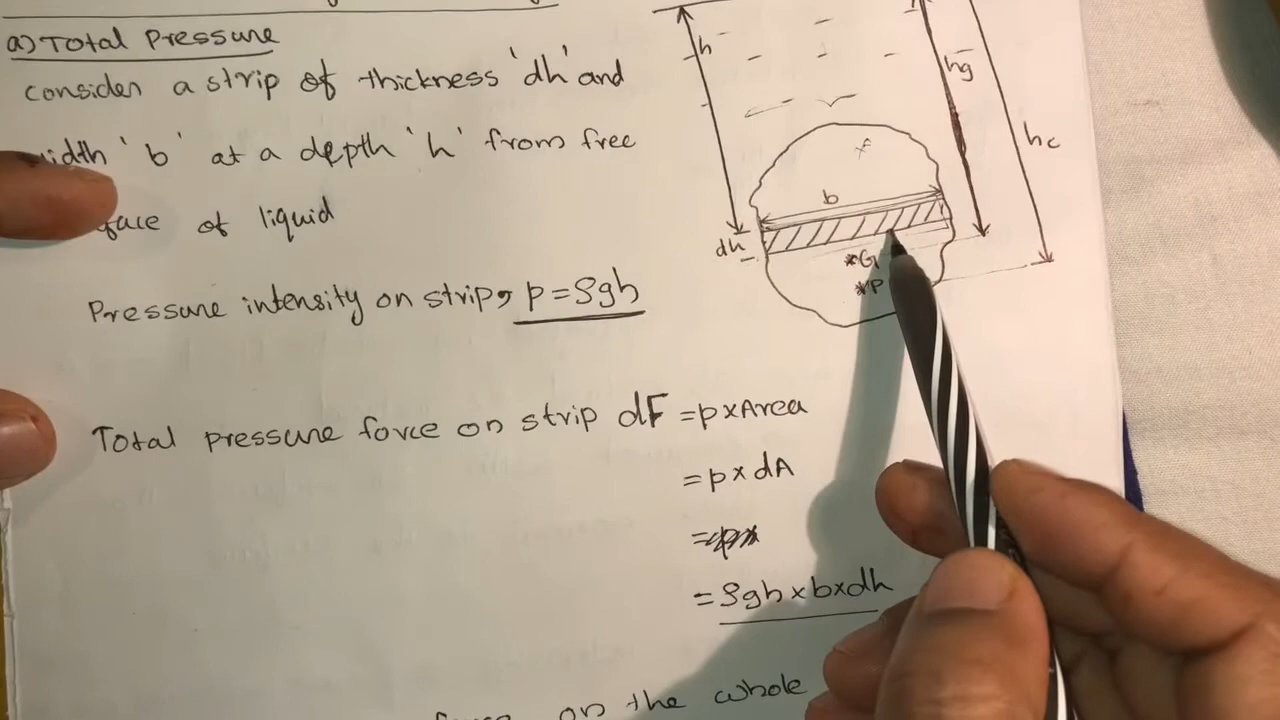 a) Total Pressure
consider a strip of thickness 'dh' and
width 'b' at a depth 'h' from free
face of liquid
Pressure intensity on strip, p = ρgh
Total pressure force on strip dF = p×Area
= p×dA
=
= ρgh×b×dh
on the whole
h
hg
hc
b
dh
G
P